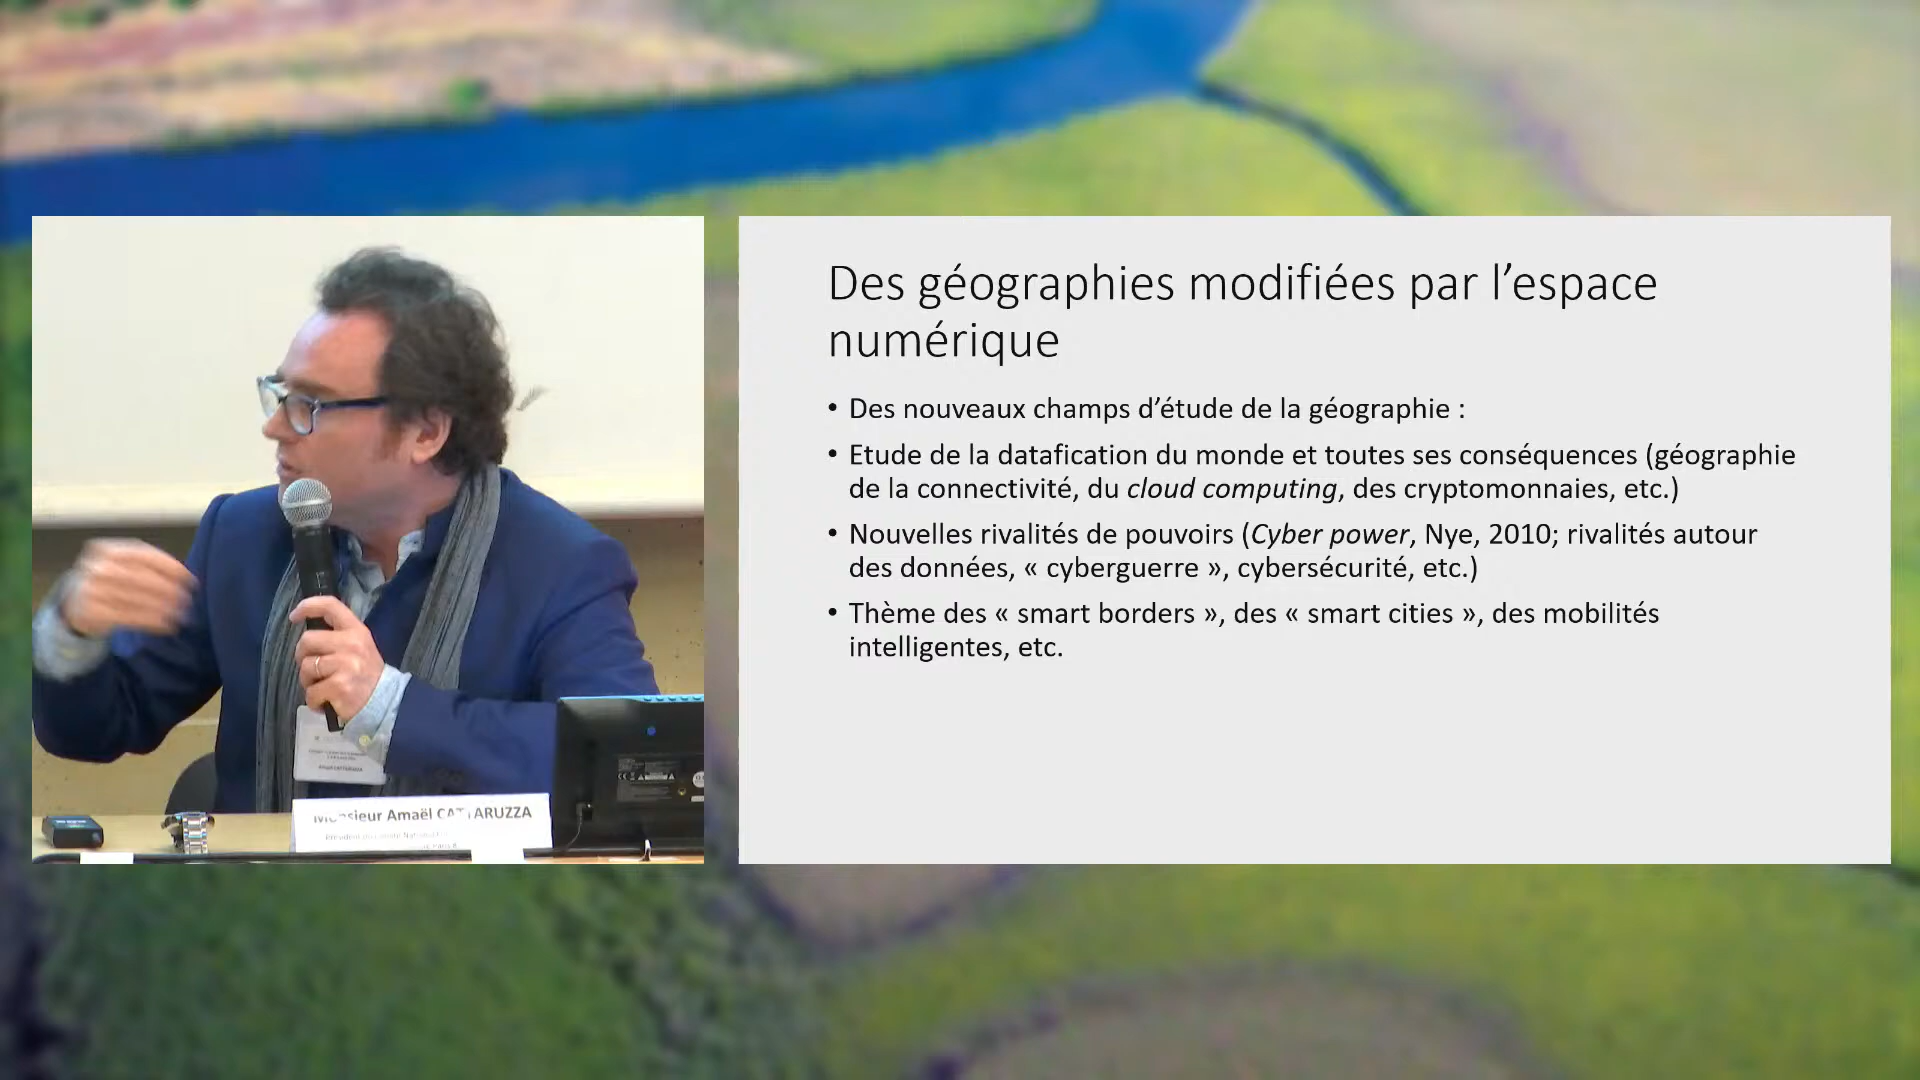 Des géographies modifiées par l’espace
numérique
• Des nouveaux champs d’étude de la géographie :
• Etude de la datafication du monde et toutes ses conséquences (géographie
de la connectivité, du cloud computing, des cryptomonnaies, etc.)
• Nouvelles rivalités de pouvoirs (Cyber power, Nye, 2010; rivalités autour
des données, « cyberguerre », cybersécurité, etc.)
• Thème des « smart borders », des « smart cities », des mobilités
intelligentes, etc.
Monsieur Amaël CATTARUZZA